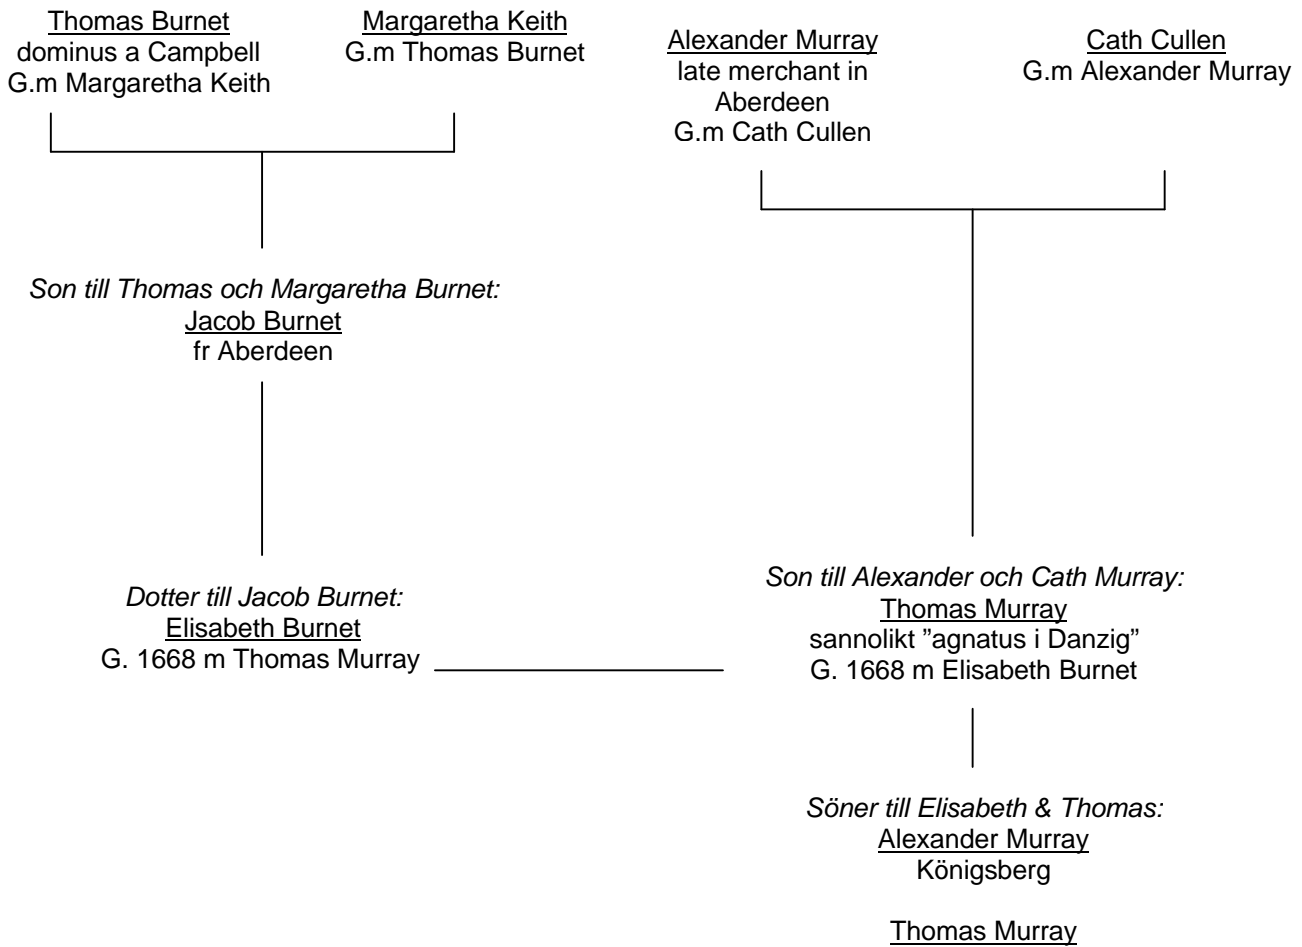 Thomas Burnet
dominus a Campbell
G.m Margaretha Keith
Margaretha Keith
G.m Thomas Burnet
Alexander Murray
late merchant in
Aberdeen
G.m Cath Cullen
Cath Cullen
G.m Alexander Murray
Son till Thomas och Margaretha Burnet:
Jacob Burnet
fr Aberdeen
Dotter till Jacob Burnet:
Elisabeth Burnet
G. 1668 m Thomas Murray
Son till Alexander och Cath Murray:
Thomas Murray
sannolikt ”agnatus i Danzig”
G. 1668 m Elisabeth Burnet
Söner till Elisabeth & Thomas:
Alexander Murray
Königsberg
Thomas Murray